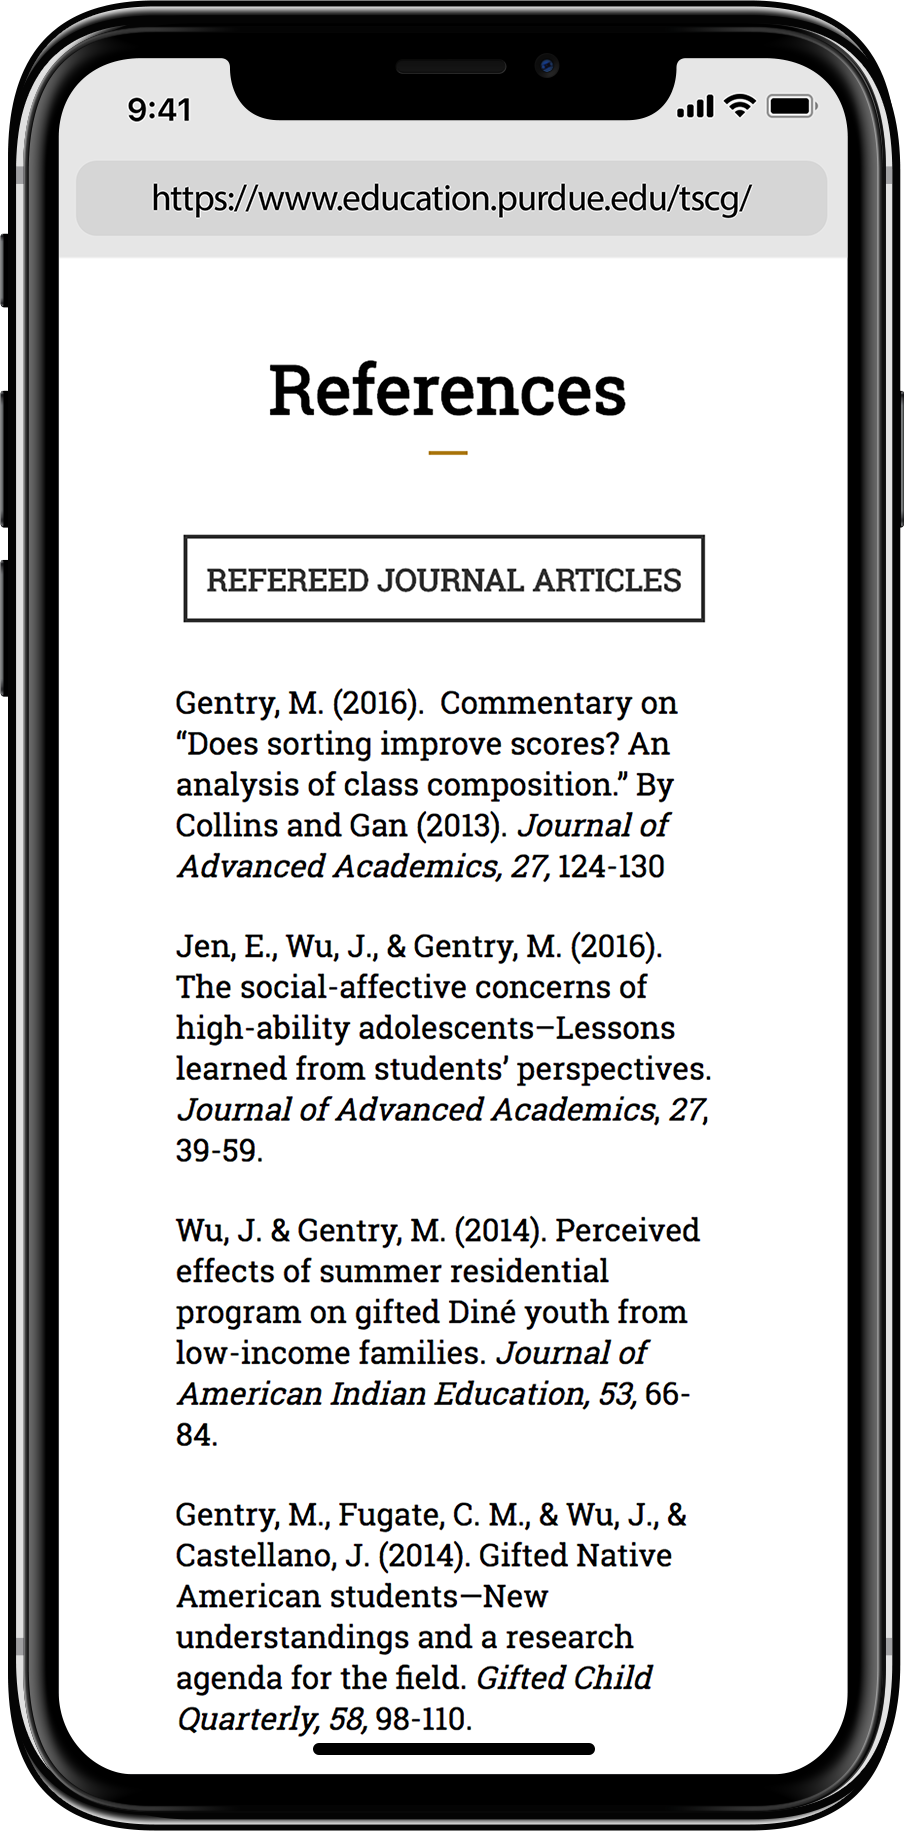 9:41
https://www.education.purdue.edu/tscg/
References
REFEREED JOURNAL ARTICLES
Gentry, M. (2016).  Commentary on
“Does sorting improve scores? An
analysis of class composition.” By
Collins and Gan (2013). Journal of
Advanced Academics, 27, 124-130
Jen, E., Wu, J., & Gentry, M. (2016).
The social-affective concerns of
high-ability adolescents–Lessons
learned from students’ perspectives.
Journal of Advanced Academics, 27,
39-59.
Wu, J. & Gentry, M. (2014). Perceived
effects of summer residential
program on gifted Diné youth from
low-income families. Journal of
American Indian Education, 53, 66-
84.
Gentry, M., Fugate, C. M., & Wu, J., &
Castellano, J. (2014). Gifted Native
American students—New
understandings and a research
agenda for the field. Gifted Child
Quarterly, 58, 98-110.